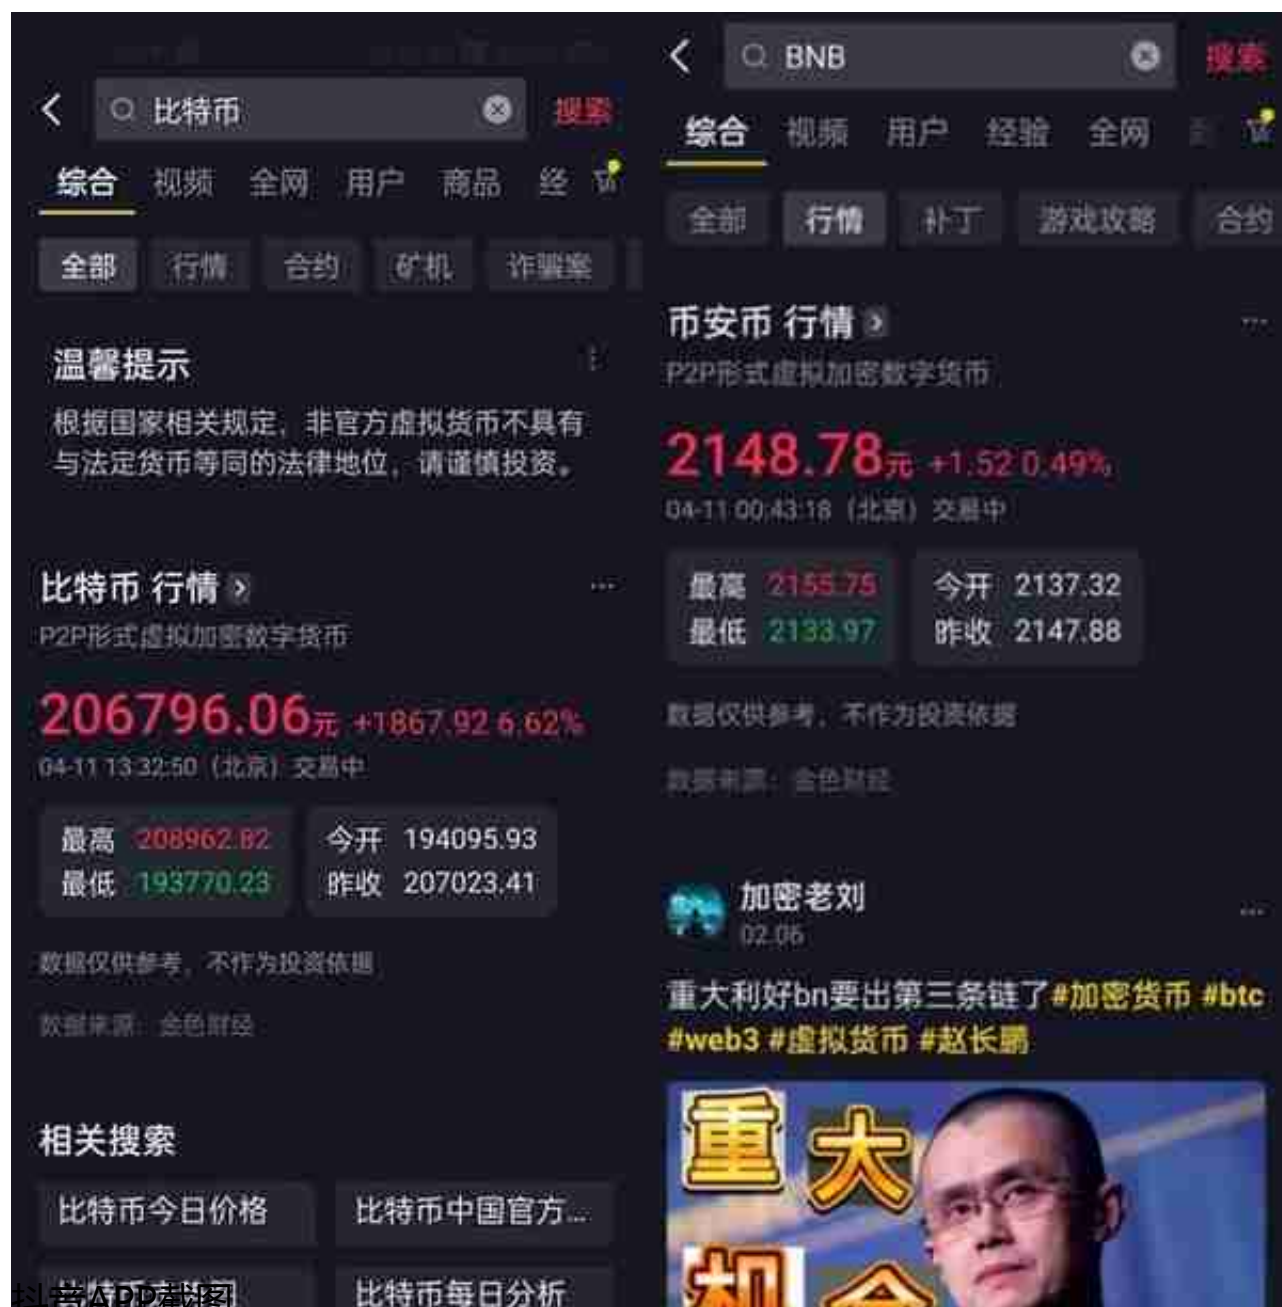 比特币
搜索
综合 视频 全网 用户 商品 经
全部 行情 合约 矿机 诈骗案
温馨提示
根据国家相关规定，非官方虚拟货币不具有
与法定货币等同的法律地位，请谨慎投资。
比特币 行情
P2P形式虚拟加密数字货币
206796.06元 +1867.92 6.62%
04-11 13:32:50（北京）交易中
最高 208962.82 今开 194095.93
最低 193770.23 昨收 207023.41
数据仅供参考，不作为投资依据
数据来源：金色财经
相关搜索
比特币今日价格 比特币中国官方...
比特币每日分析
抖音APP截图
BNB
搜索
综合 视频 用户 经验 全网
全部 行情 补丁 游戏攻略 合约
币安币 行情
P2P形式虚拟加密数字货币
2148.78元 +1.52 0.49%
04-11 00:43:18（北京）交易中
最高 2155.75 今开 2137.32
最低 2133.97 昨收 2147.88
数据仅供参考，不作为投资依据
数据来源：金色财经
加密老刘
02.06
重大利好bn要出第三条链了#加密货币 #btc
#web3 #虚拟货币 #赵长鹏
重大
机会